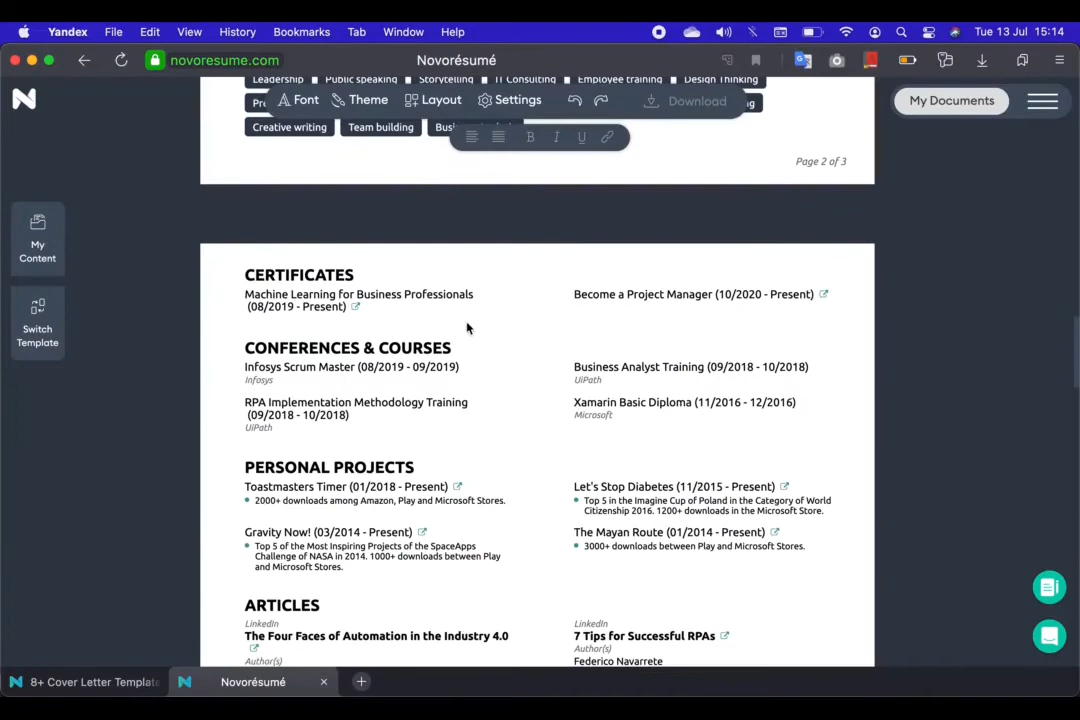 Yandex File Edit View History Bookmarks Tab Window Help Tue 13 Jul 15:14
novoresume.com Novorésumé
Leadership Public speaking Storytelling IT Consulting Employee training Design Thinking
Font Theme Layout Settings Download
My Documents
Creative writing Team building
B I U
Page 2 of 3
My
Content
Switch
Template
CERTIFICATES
Machine Learning for Business Professionals
(08/2019 - Present)
Become a Project Manager (10/2020 - Present)
CONFERENCES & COURSES
Infosys Scrum Master (08/2019 - 09/2019)
Infosys
Business Analyst Training (09/2018 - 10/2018)
UiPath
RPA Implementation Methodology Training
(09/2018 - 10/2018)
UiPath
Xamarin Basic Diploma (11/2016 - 12/2016)
Microsoft
PERSONAL PROJECTS
Toastmasters Timer (01/2018 - Present)
2000+ downloads among Amazon, Play and Microsoft Stores.
Let's Stop Diabetes (11/2015 - Present)
Top 5 in the Imagine Cup of Poland in the Category of World
Citizenship 2016. 1200+ downloads in the Microsoft Store.
Gravity Now! (03/2014 - Present)
Top 5 of the Most Inspiring Projects of the SpaceApps
Challenge of NASA in 2014. 1000+ downloads between Play
and Microsoft Stores.
The Mayan Route (01/2014 - Present)
3000+ downloads between Play and Microsoft Stores.
ARTICLES
LinkedIn
The Four Faces of Automation in the Industry 4.0
Author(s)
LinkedIn
7 Tips for Successful RPAs
Author(s)
Federico Navarrete
8+ Cover Letter Template
Novorésumé